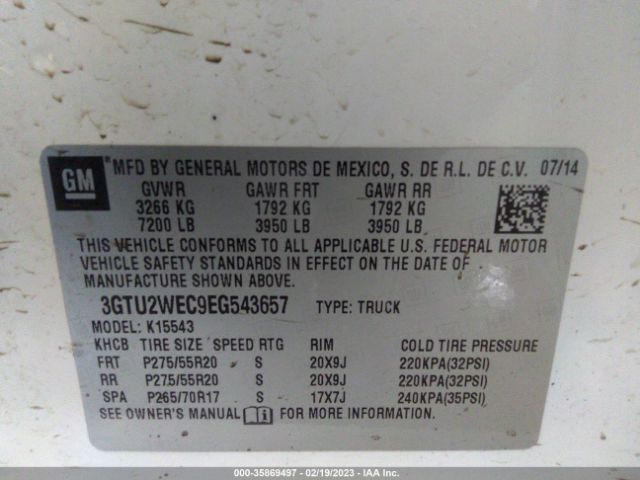 GM
MFD BY GENERAL MOTORS DE MEXICO, S. DE R.L. DE C.V. 07/14
GVWR GAWR FRT GAWR RR
3266 KG 1792 KG 1792 KG
7200 LB 3950 LB 3950 LB
THIS VEHICLE CONFORMS TO ALL APPLICABLE U.S. FEDERAL MOTOR
VEHICLE SAFETY STANDARDS IN EFFECT ON THE DATE OF
MANUFACTURE SHOWN ABOVE.
3GTU2WEC9EG543657 TYPE: TRUCK
MODEL: K15543
KHCB TIRE SIZE SPEED RTG RIM COLD TIRE PRESSURE
FRT P275/55R20 S 20X9J 220KPA(32PSI)
RR P275/55R20 S 20X9J 220KPA(32PSI)
SPA P265/70R17 S 17X7J 240KPA(35PSI)
SEE OWNER'S MANUAL FOR MORE INFORMATION.
000-35869497 - 02/19/2023 - IAA Inc.